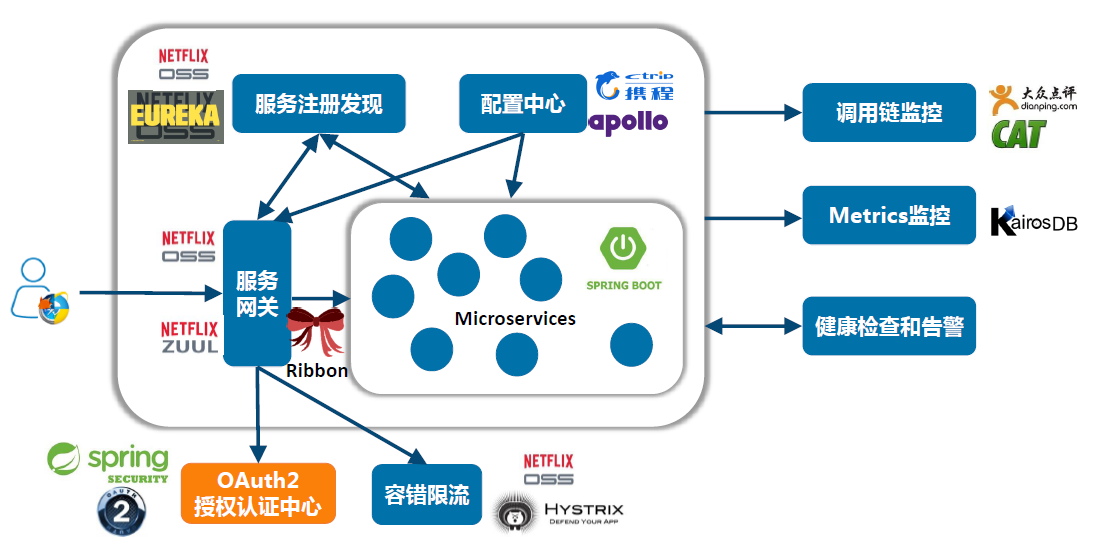 NETFLIX
OSS
NETFLIX
EUREKA
OSS
服务注册发现
配置中心
ctrip
携程
apollo
调用链监控
大众点评
dianping.com
CAT
Metrics监控
KairosDB
NETFLIX
OSS
服务
网关
NETFLIX
ZUUL
Ribbon
SPRING BOOT
Microservices
健康检查和告警
spring
SECURITY
OAUTH
2
OAuth2
授权认证中心
容错限流
NETFLIX
OSS
HYSTRIX
DEFEND YOUR APP